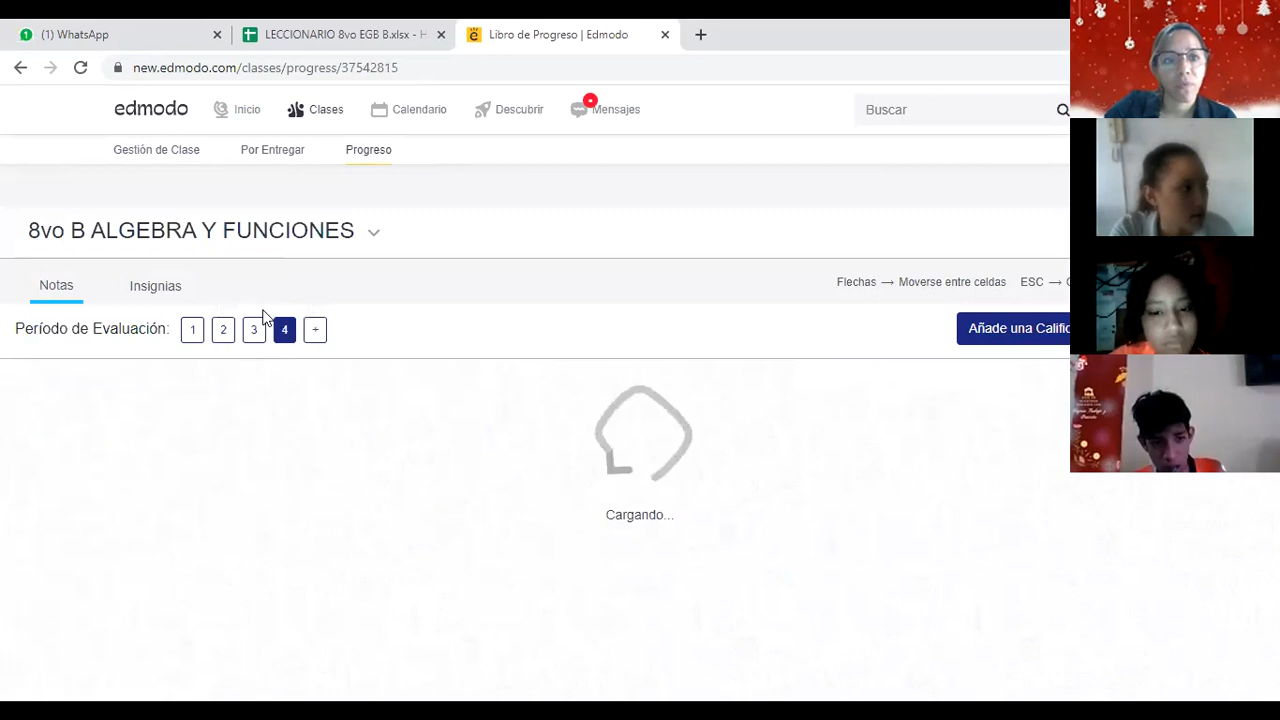 (1) WhatsApp
LECCIONARIO 8vo EGB B.xlsx - H
Libro de Progreso | Edmodo
new.edmodo.com/classes/progress/37542815
edmodo
Inicio
Clases
Calendario
Descubrir
Mensajes
Buscar
Gestión de Clase
Por Entregar
Progreso
8vo B ALGEBRA Y FUNCIONES
Notas
Insignias
Flechas → Moverse entre celdas
ESC →
Período de Evaluación: 1 2 3 4 +
Añade una Calific
Cargando...